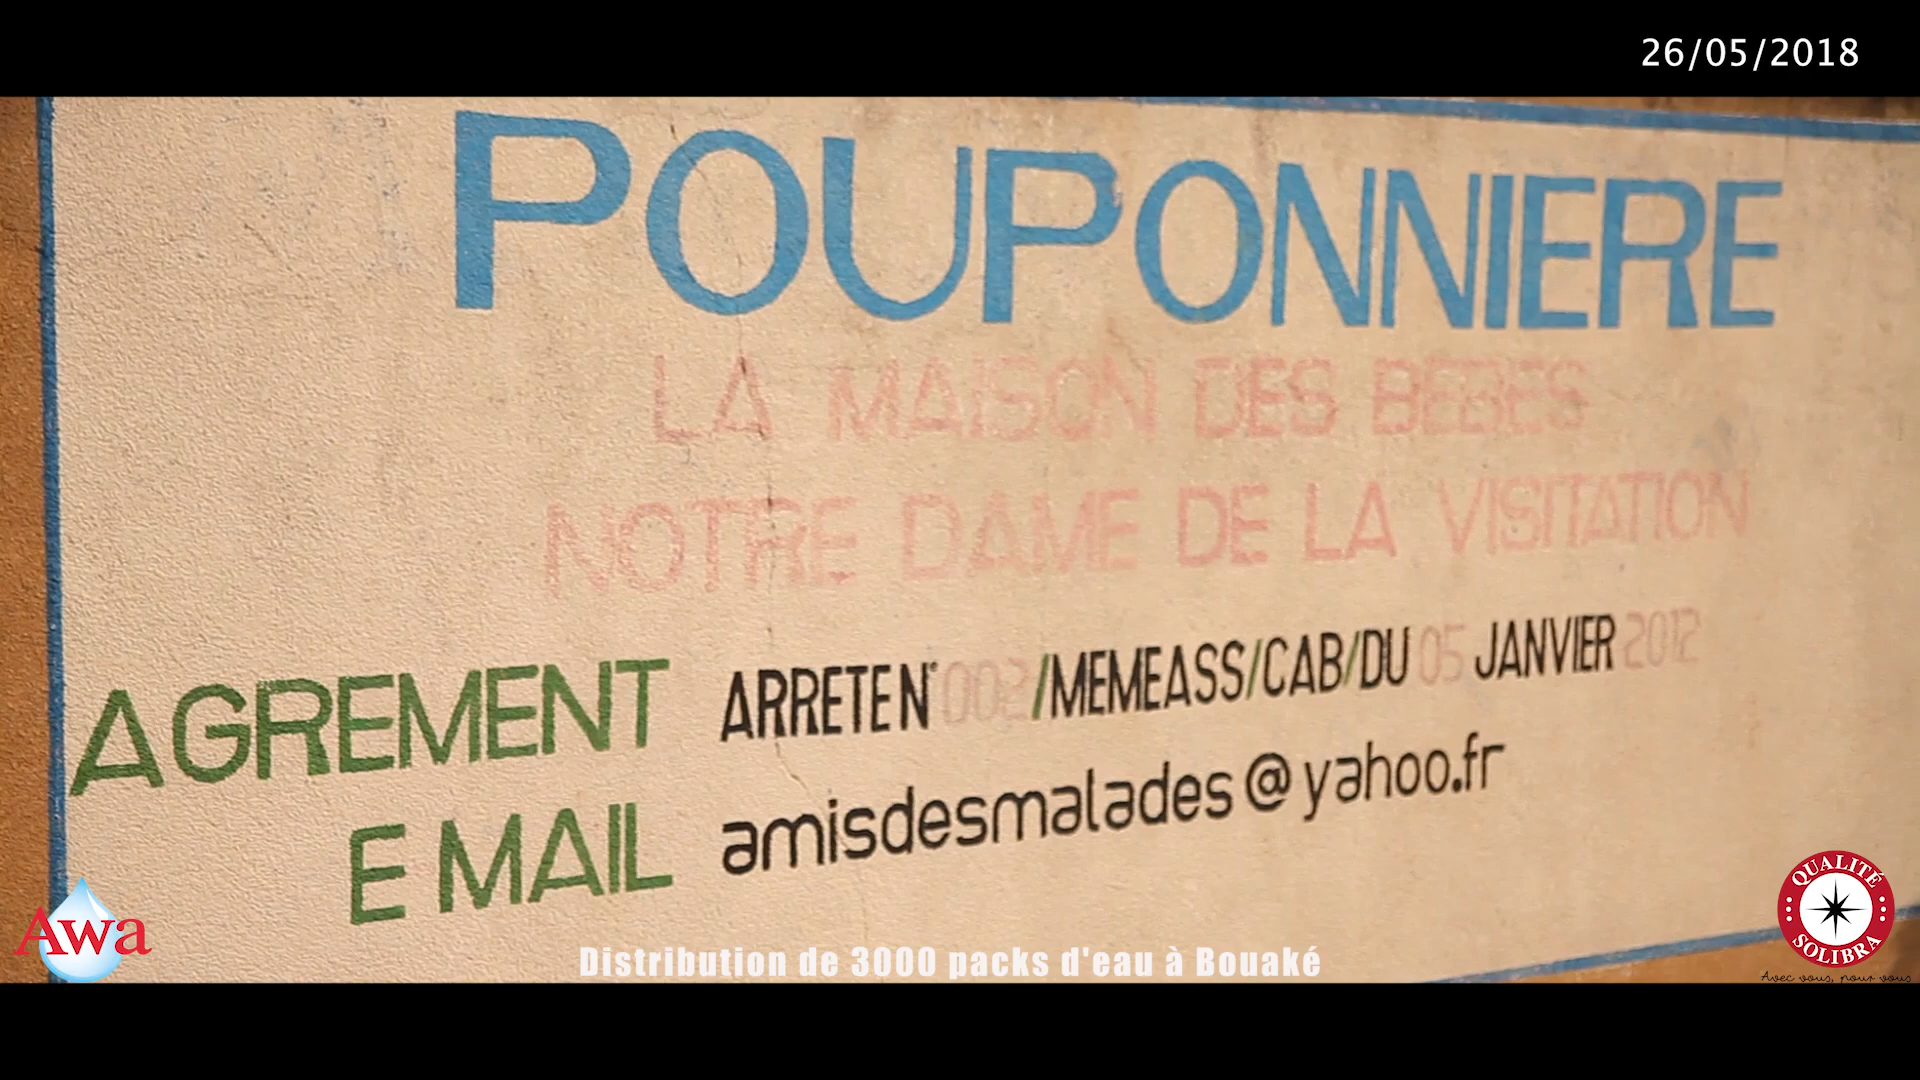 26/05/2018
POUPONNIERE
LA MAISON DES BEBES
NOTRE DAME DE LA VISITATION
AGREMENT ARRETE N° 002/MEMEASS/CAB/DU 05 JANVIER 2012
E MAIL amisdesmalades@yahoo.fr
Awa
Distribution de 3000 packs d'eau à Bouaké
QUALITÉ SOLIBRA
Avec vous, pour vous